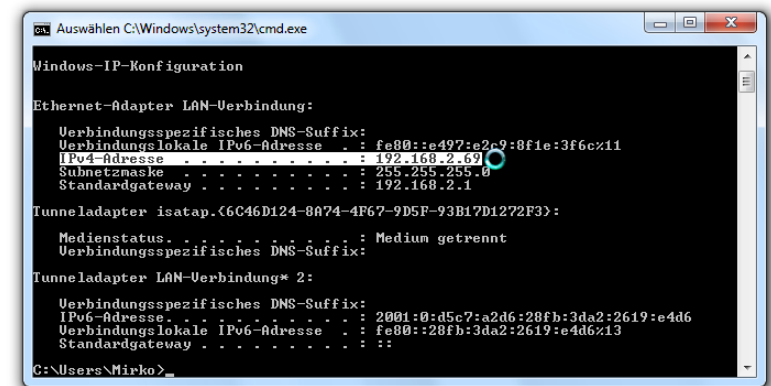 Auswählen C:\Windows\system32\cmd.exe
Windows-IP-Konfiguration
Ethernet-Adapter LAN-Verbindung:
Verbindungsspezifisches DNS-Suffix:
Verbindungslokale IPv6-Adresse . : fe80::e497:e2c9:8f1e:3f6c%11
IPv4-Adresse . . . . . . . . . . : 192.168.2.69
Subnetzmaske . . . . . . . . . . : 255.255.255.0
Standardgateway . . . . . . . . . : 192.168.2.1
Tunneladapter isatap.{6C46D124-8A74-4F67-9D5F-93B17D1272F3}:
Medienstatus. . . . . . . . . . . : Medium getrennt
Verbindungsspezifisches DNS-Suffix:
Tunneladapter LAN-Verbindung* 2:
Verbindungsspezifisches DNS-Suffix:
IPv6-Adresse. . . . . . . . . . . : 2001:0:d5c7:a2d6:28fb:3da2:2619:e4d6
Verbindungslokale IPv6-Adresse . : fe80::28fb:3da2:2619:e4d6%13
Standardgateway . . . . . . . . . : ::
C:\Users\Mirko>_